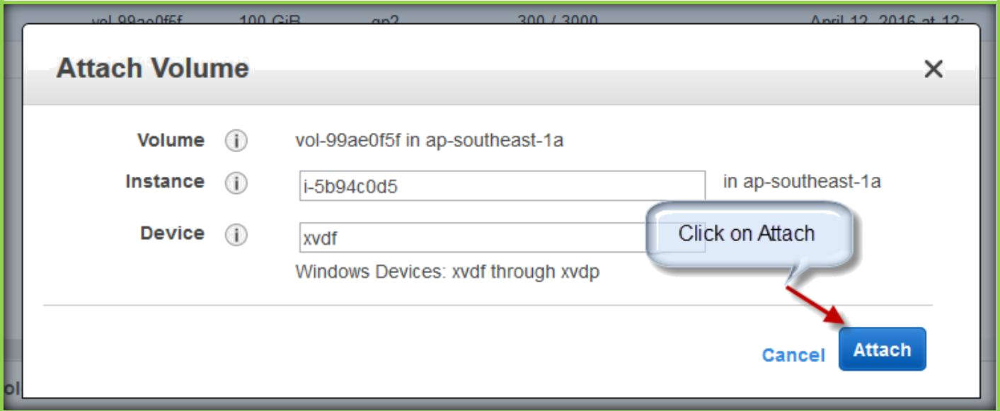 vol-99ae0f5f 100 GiB gp2 300 / 3000 April 12, 2016 at 12:
Attach Volume
Volume i vol-99ae0f5f in ap-southeast-1a
Instance i i-5b94c0d5 in ap-southeast-1a
Device i xvdf
Click on Attach
Windows Devices: xvdf through xvdp
Cancel Attach
ol